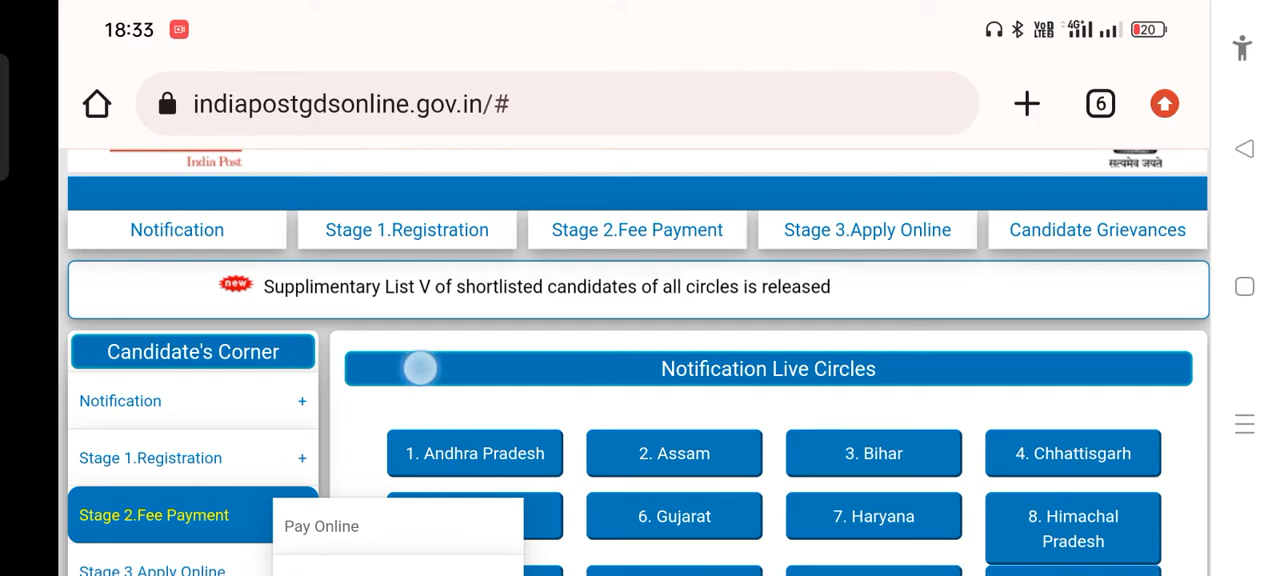 18:33
VoD LTE2
4G+
20
indiapostgdsonline.gov.in/#
6
India Post
सत्यमेव जयते
Notification
Stage 1.Registration
Stage 2.Fee Payment
Stage 3.Apply Online
Candidate Grievances
new
Supplimentary List V of shortlisted candidates of all circles is released
Candidate's Corner
Notification +
Stage 1.Registration +
Stage 2.Fee Payment
Pay Online
Stage 3.Apply Online
Notification Live Circles
1. Andhra Pradesh
2. Assam
3. Bihar
4. Chhattisgarh
6. Gujarat
7. Haryana
8. Himachal
Pradesh